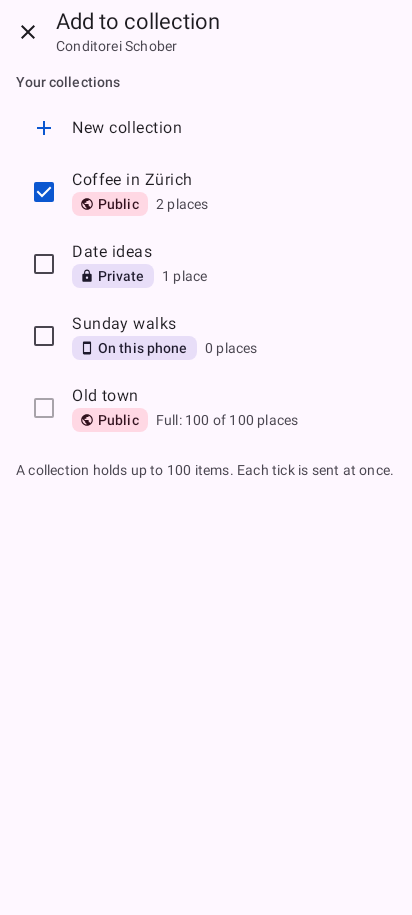 Add to collection
Conditorei Schober
Your collections
New collection
Coffee in Zürich
Public 2 places
Date ideas
Private 1 place
Sunday walks
On this phone 0 places
Old town
Public Full: 100 of 100 places
A collection holds up to 100 items. Each tick is sent at once.